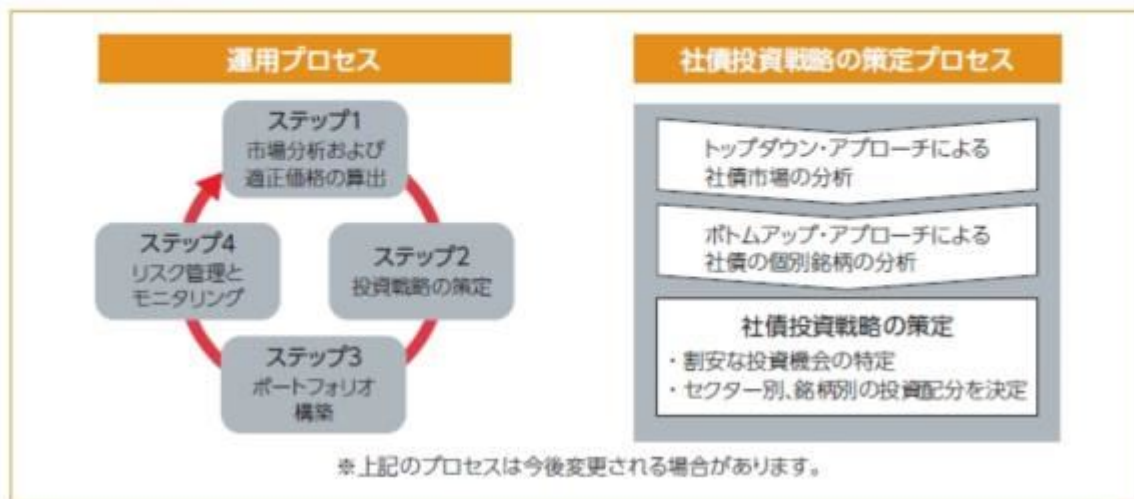 運用プロセス
ステップ1
市場分析および
適正価格の算出
ステップ2
投資戦略の策定
ステップ3
ポートフォリオ
構築
ステップ4
リスク管理と
モニタリング
社債投資戦略の策定プロセス
トップダウン・アプローチによる
社債市場の分析
ボトムアップ・アプローチによる
社債の個別銘柄の分析
社債投資戦略の策定
・割安な投資機会の特定
・セクター別、銘柄別の投資配分を決定
※上記のプロセスは今後変更される場合があります。